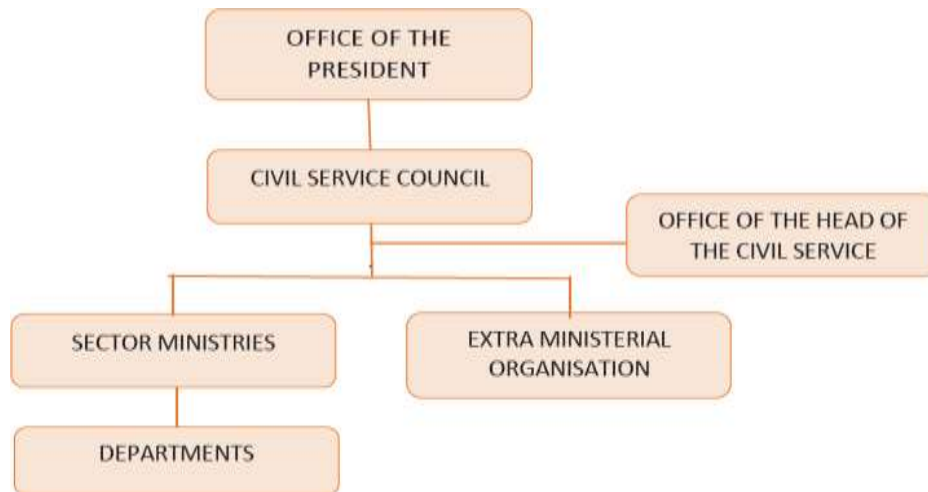 OFFICE OF THE
PRESIDENT
CIVIL SERVICE COUNCIL
OFFICE OF THE HEAD OF
THE CIVIL SERVICE
SECTOR MINISTRIES
EXTRA MINISTERIAL
ORGANISATION
DEPARTMENTS